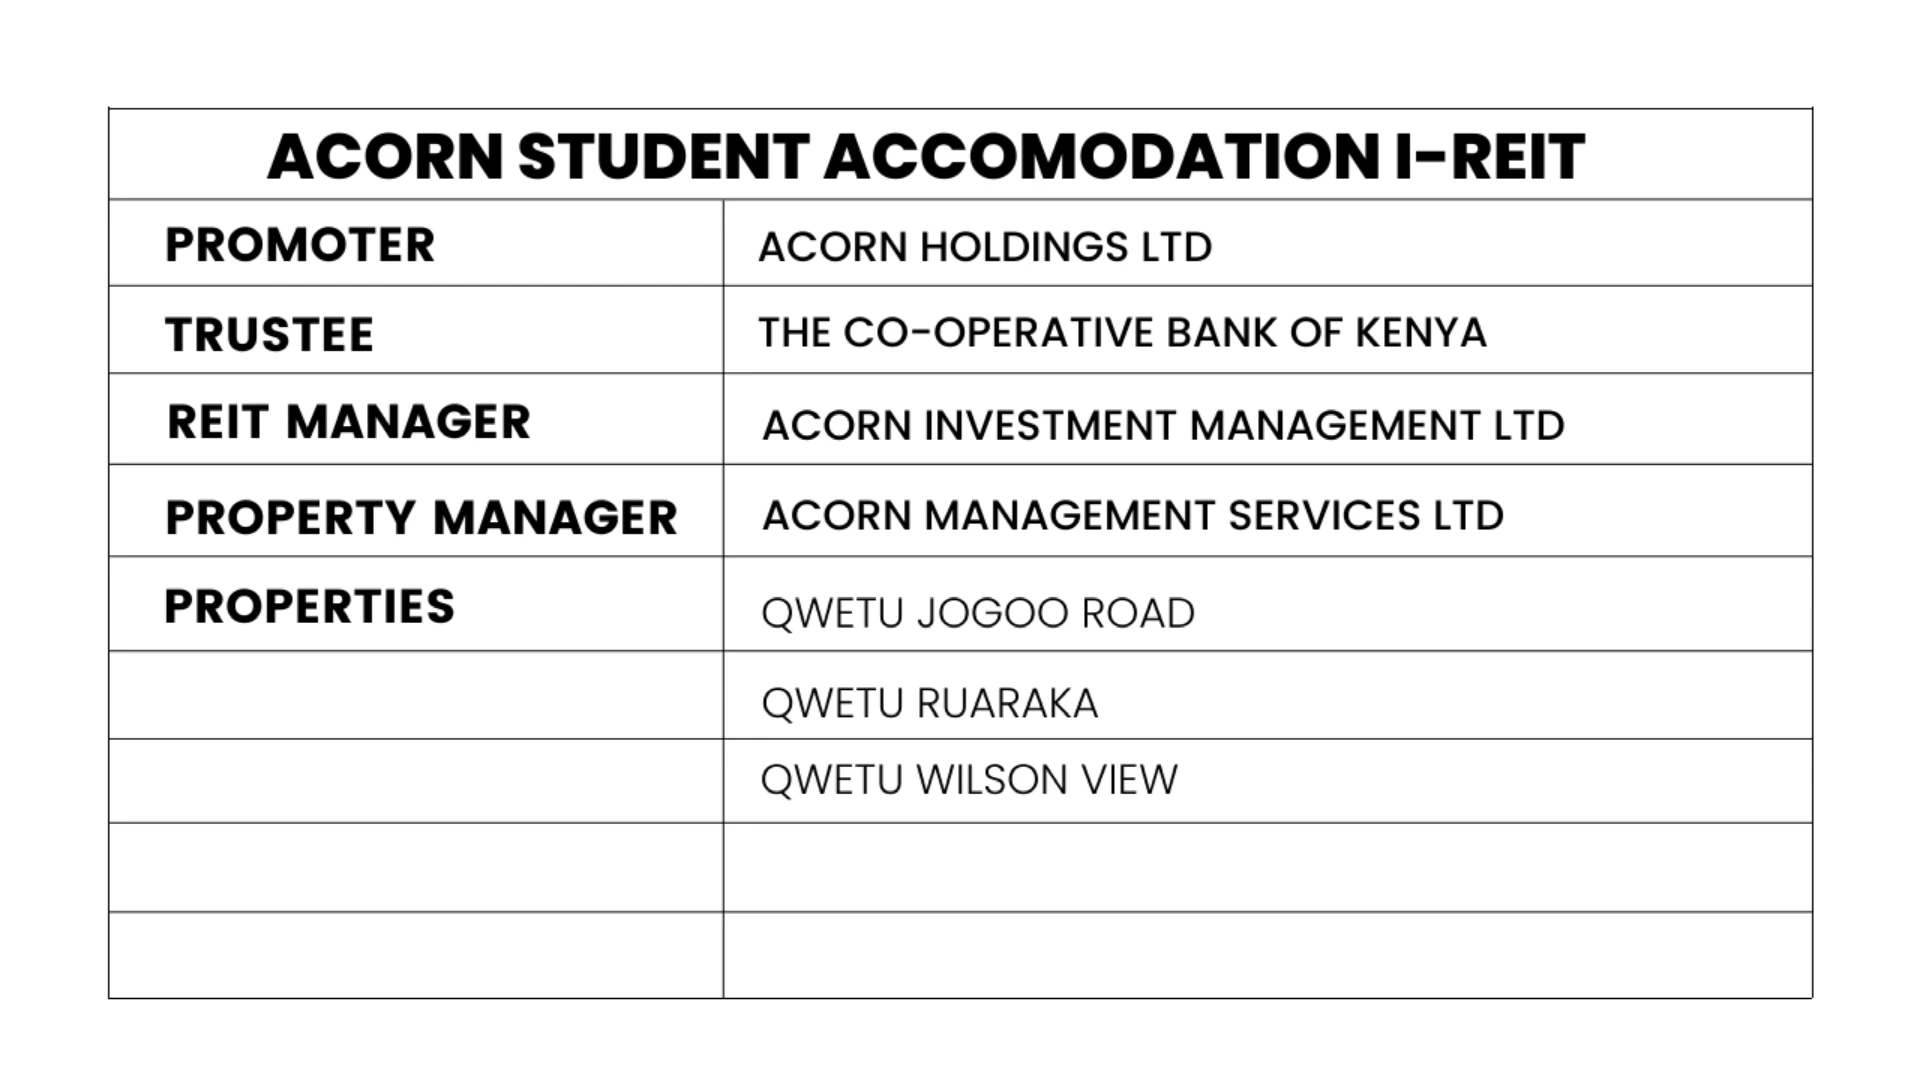 ACORN STUDENT ACCOMODATION I-REIT
PROMOTER ACORN HOLDINGS LTD
TRUSTEE THE CO-OPERATIVE BANK OF KENYA
REIT MANAGER ACORN INVESTMENT MANAGEMENT LTD
PROPERTY MANAGER ACORN MANAGEMENT SERVICES LTD
PROPERTIES QWETU JOGOO ROAD
QWETU RUARAKA
QWETU WILSON VIEW